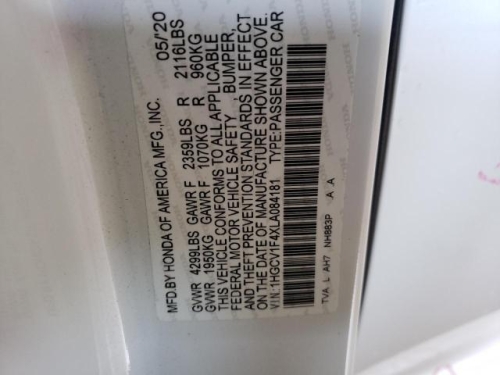 MFD.BY HONDA OF AMERICA MFG., INC. 05/'20
GVWR 4299LBS GAWR F 2359LBS R 2116LBS
GVWR 1950KG GAWR F 1070KG R 960KG
THIS VEHICLE CONFORMS TO ALL APPLICABLE
FEDERAL MOTOR VEHICLE SAFETY, BUMPER,
AND THEFT PREVENTION STANDARDS IN EFFECT
ON THE DATE OF MANUFACTURE SHOWN ABOVE.
VIN:1HGCV1F4XLA084181 TYPE:PASSENGER CAR
TVA L AH7 NH883P A A